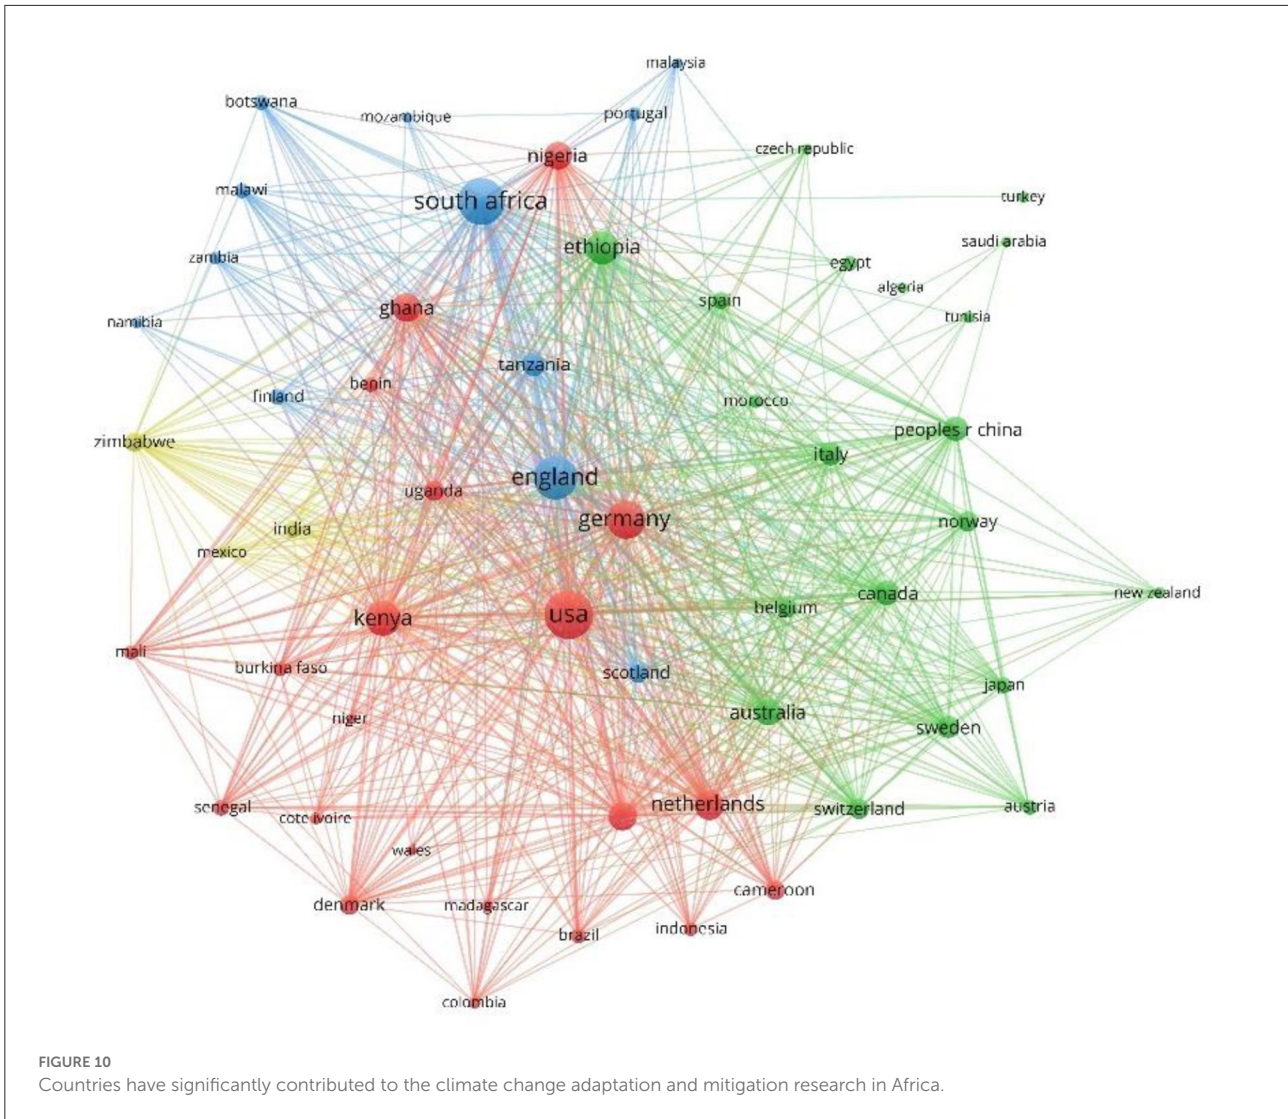 malaysia
botswana
mozambique
portugal
nigeria
czech republic
malawi
south africa
turkey
ethiopia
saudi arabia
zambia
egypt
algeria
spain
ghana
tunisia
namibia
tanzania
benin
finland
morocco
peoples r china
zimbabwe
italy
england
uganda
germany
norway
india
mexico
canada
new zealand
belgium
usa
kenya
mali
burkina faso
scotland
japan
niger
australia
sweden
netherlands
senegal
switzerland
austria
cote ivoire
wales
cameroon
denmark
madagascar
indonesia
brazil
colombia
FIGURE 10
Countries have significantly contributed to the climate change adaptation and mitigation research in Africa.